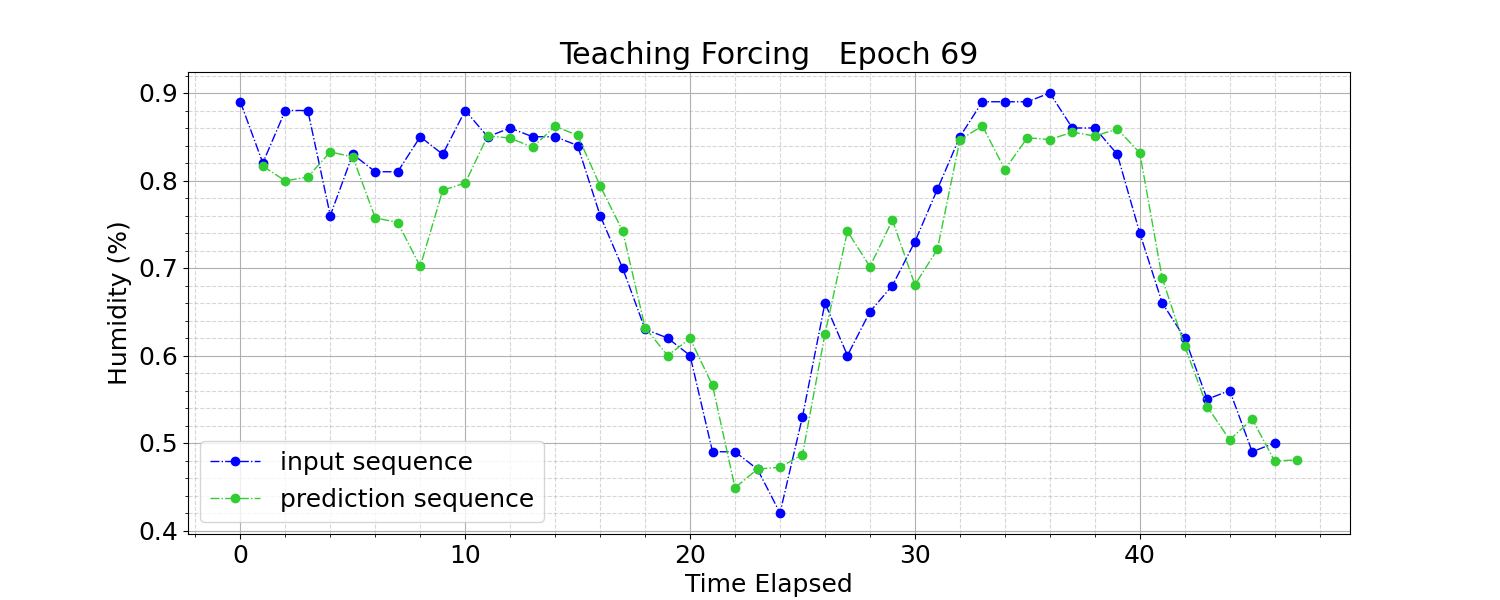 Teaching Forcing   Epoch 69
Humidity (%)
0.9
0.8
0.7
0.6
0.5
0.4
input sequence
prediction sequence
0 10 20 30 40
Time Elapsed